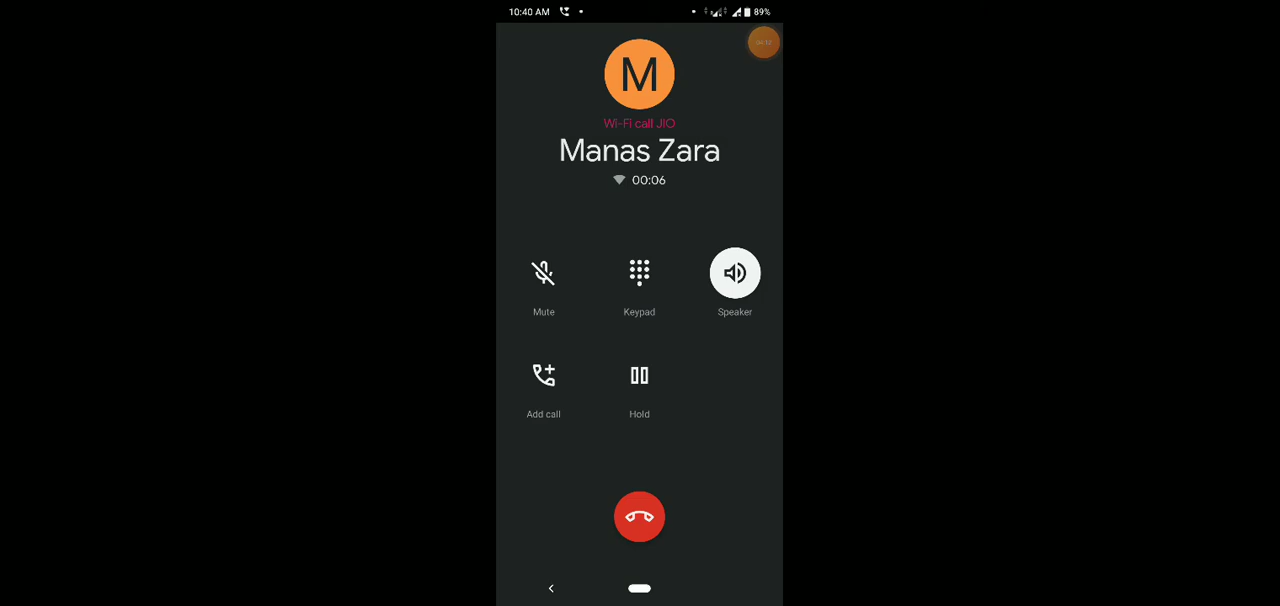 10:40 AM 89%
M
Wi-Fi call JIO
Manas Zara
00:06
Mute Keypad Speaker
Add call Hold